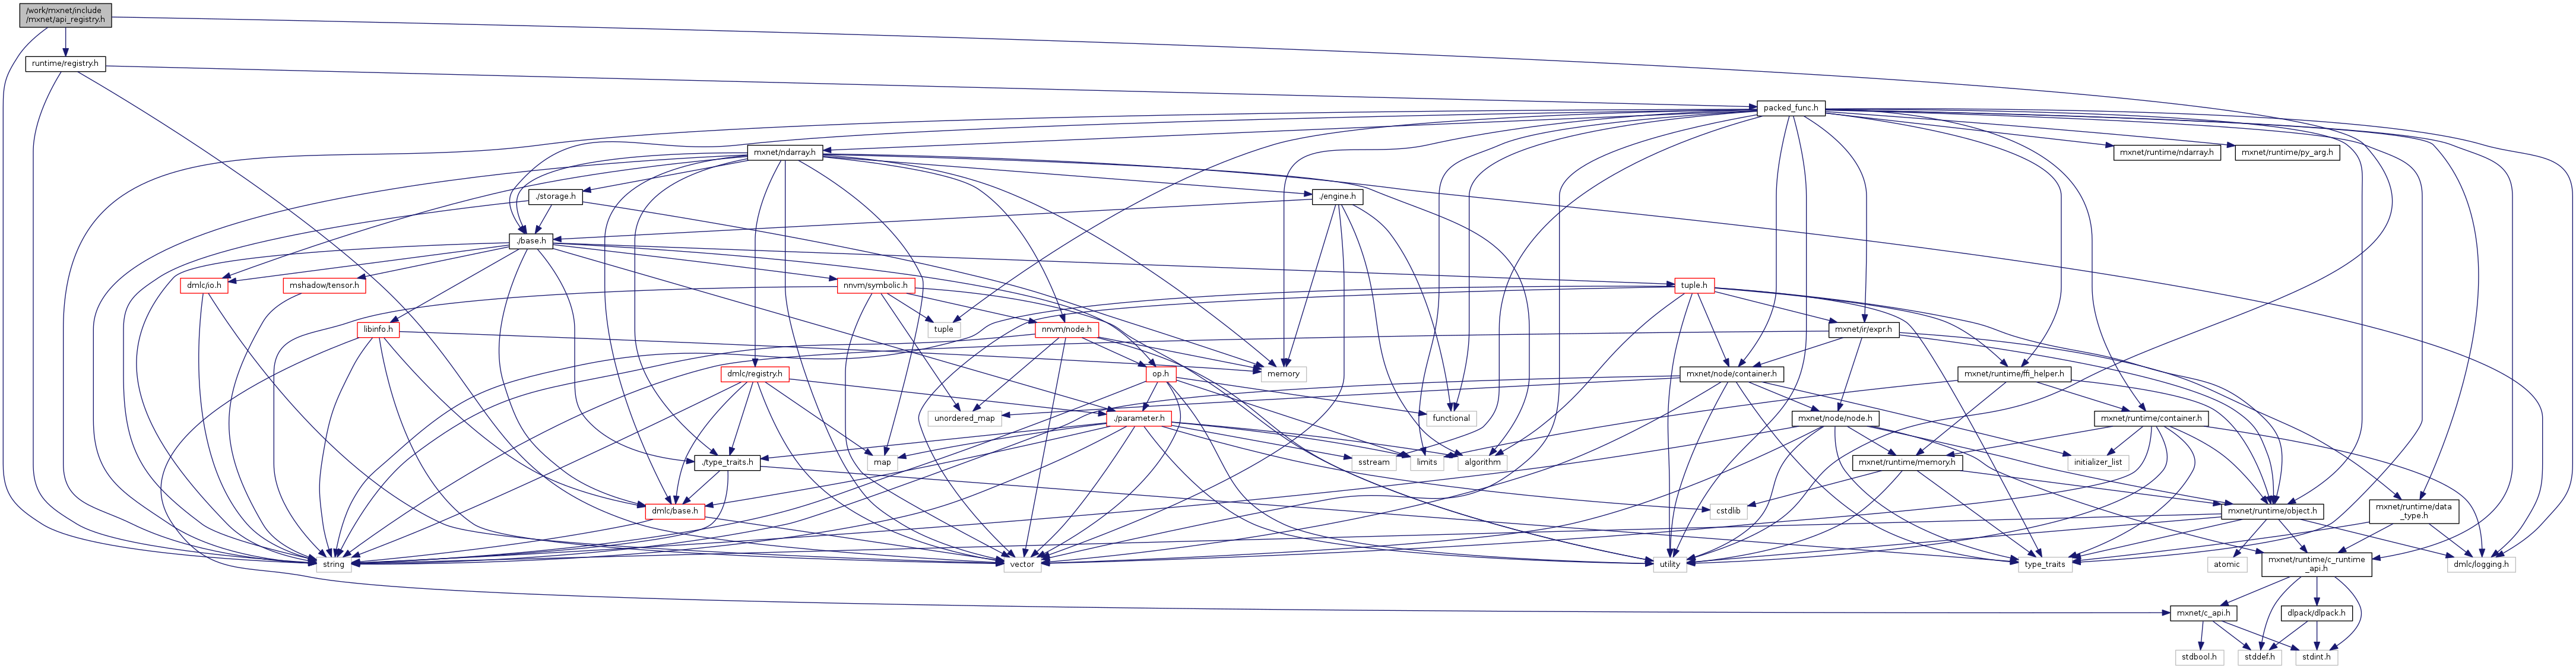 /work/mxnet/include
/mxnet/api_registry.h
runtime/registry.h
packed_func.h
mxnet/ndarray.h
mxnet/runtime/ndarray.h
mxnet/runtime/py_arg.h
./storage.h
./engine.h
./base.h
dmlc/io.h
mshadow/tensor.h
nnvm/symbolic.h
tuple.h
libinfo.h
tuple
nnvm/node.h
mxnet/ir/expr.h
dmlc/registry.h
op.h
memory
mxnet/node/container.h
mxnet/runtime/ffi_helper.h
unordered_map
./parameter.h
functional
mxnet/node/node.h
mxnet/runtime/container.h
./type_traits.h
map
sstream
limits
algorithm
mxnet/runtime/memory.h
initializer_list
dmlc/base.h
cstdlib
mxnet/runtime/object.h
mxnet/runtime/data
_type.h
string
vector
utility
type_traits
atomic
mxnet/runtime/c_runtime
_api.h
dmlc/logging.h
mxnet/c_api.h
dlpack/dlpack.h
stdbool.h
stddef.h
stdint.h